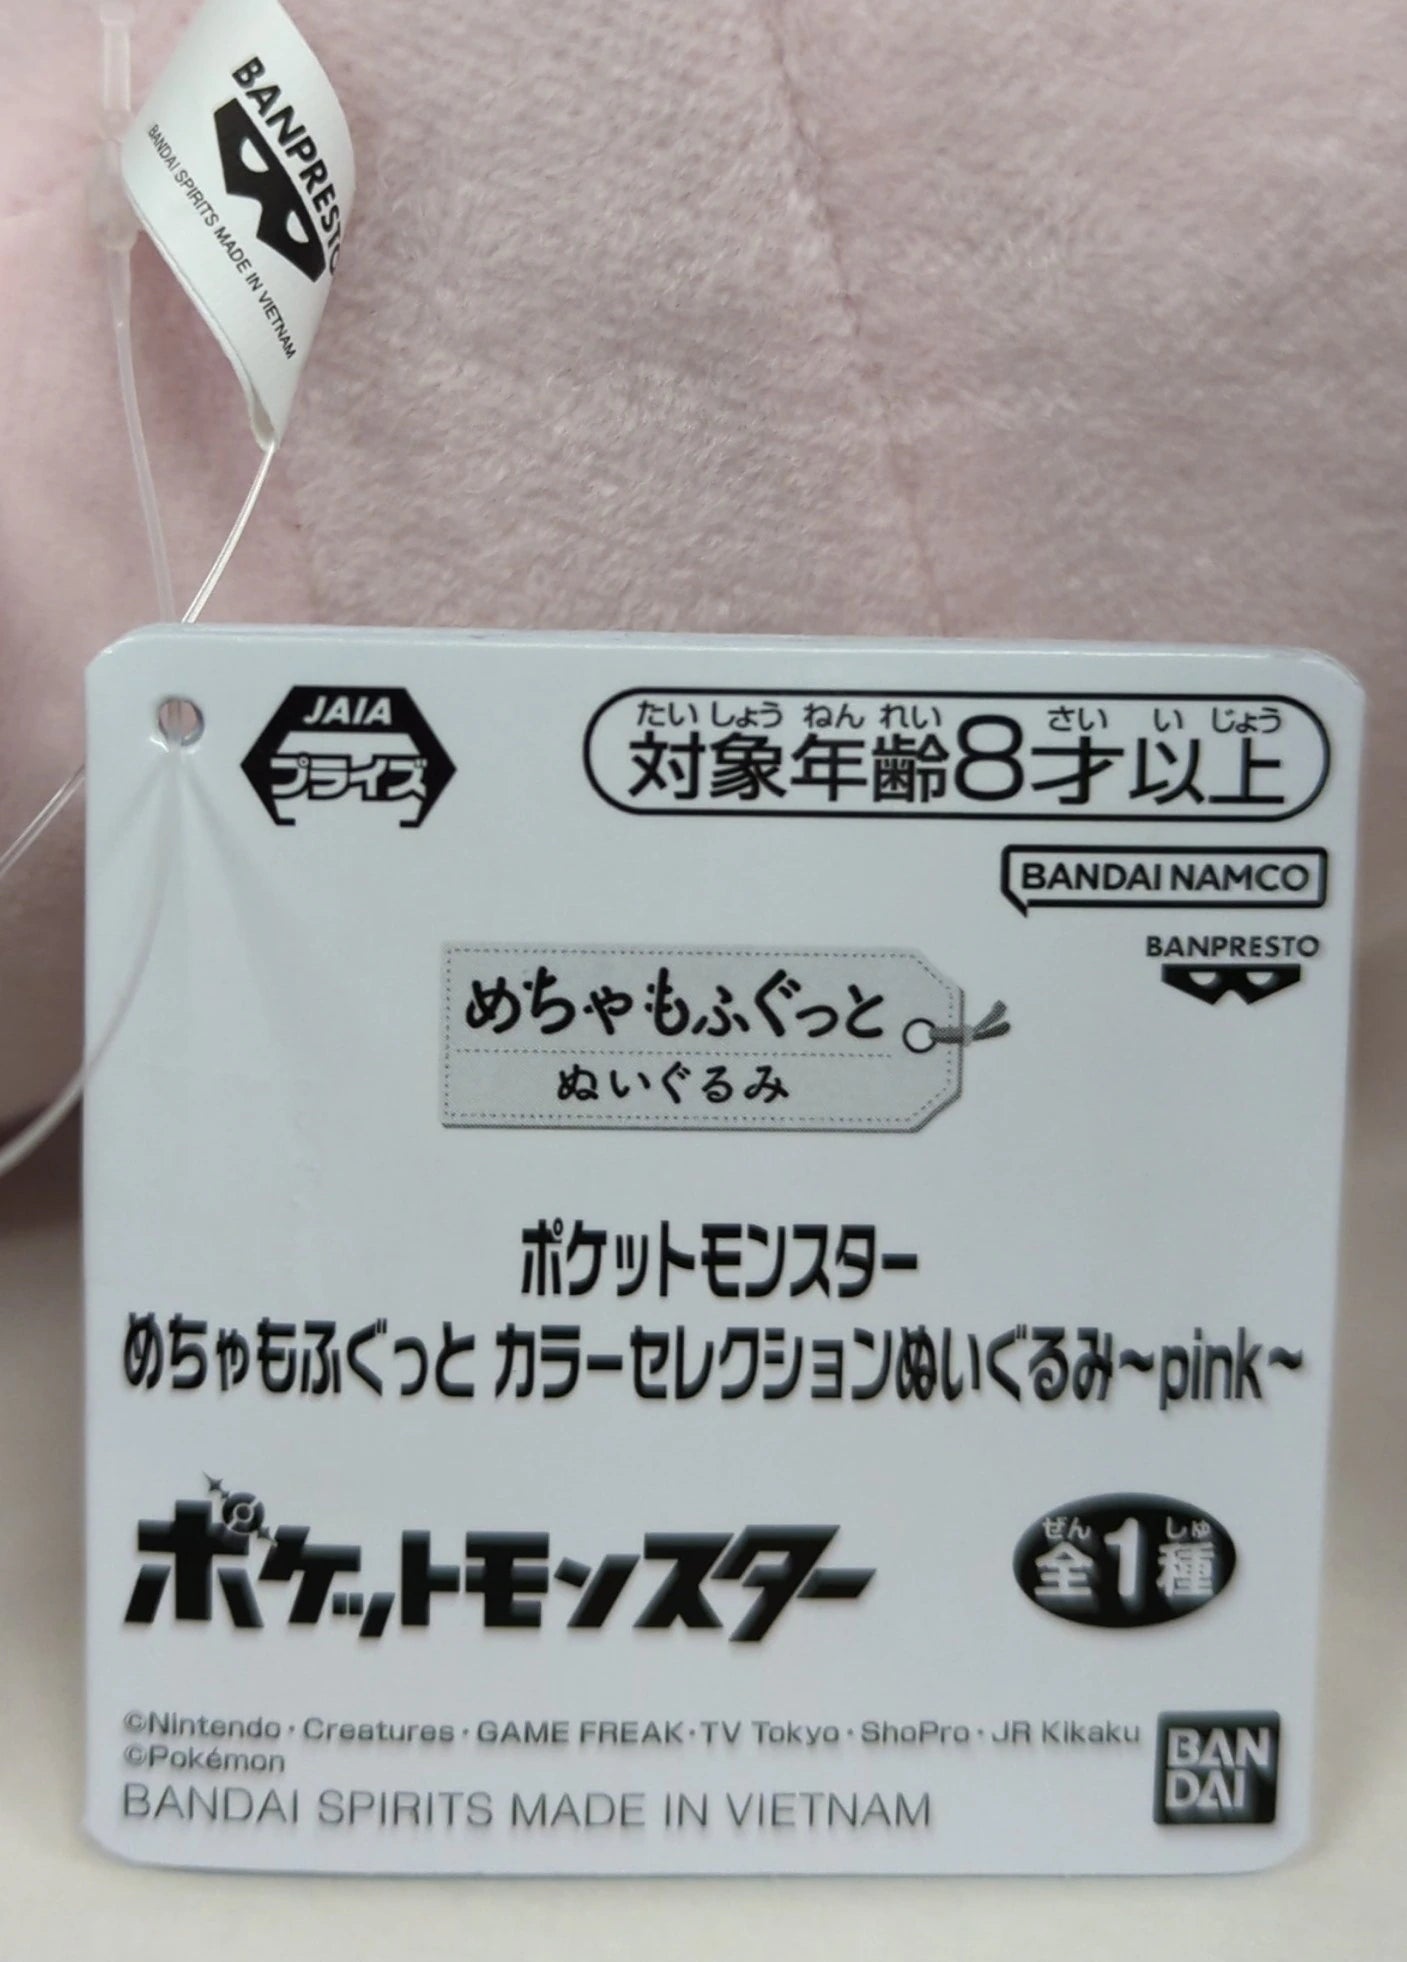 BANPRESTO
BANDAI SPIRITS MADE IN VIETNAM
JAIA
プライズ
たいしょう ねんれい さい い じょう
対象年齢8才以上
BANDAI NAMCO
BANPRESTO
めちゃもふぐっと
ぬいぐるみ
ポケットモンスター
めちゃもふぐっと カラーセレクションぬいぐるみ~pink~
ポケットモンスター
ぜん しゅ
全1種
©Nintendo・Creatures・GAME FREAK・TV Tokyo・ShoPro・JR Kikaku
©Pokémon
BANDAI SPIRITS MADE IN VIETNAM
BAN
DAI